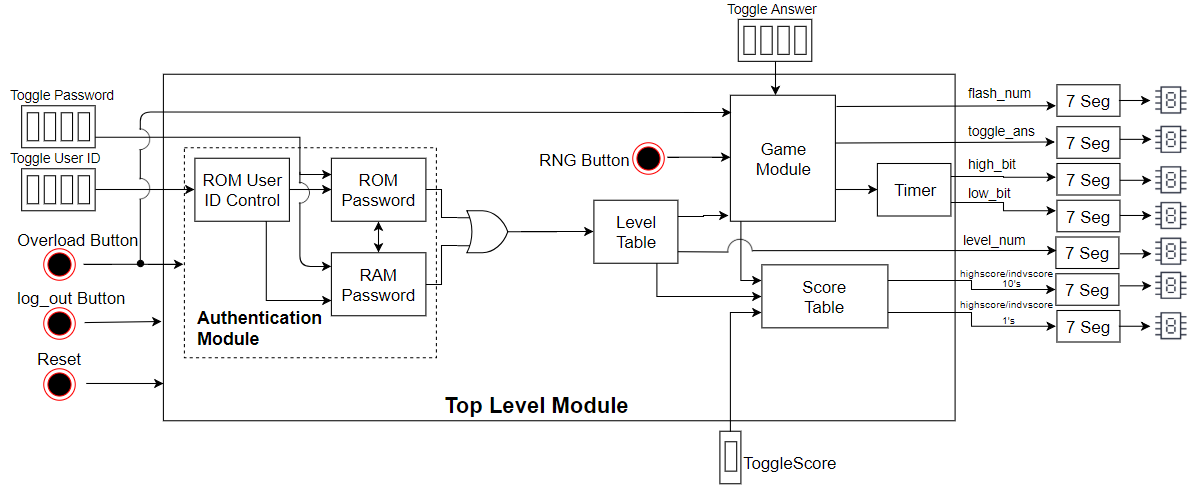 Toggle Answer
Toggle Password
Toggle User ID
Overload Button
log_out Button
Reset
ROM User
ID Control
ROM
Password
RAM
Password
Authentication
Module
RNG Button
Level
Table
Game
Module
Timer
Score
Table
Top Level Module
ToggleScore
flash_num
7 Seg
toggle_ans
7 Seg
high_bit
7 Seg
low_bit
7 Seg
level_num
7 Seg
highscore/indvscore
10's
7 Seg
highscore/indvscore
1's
7 Seg